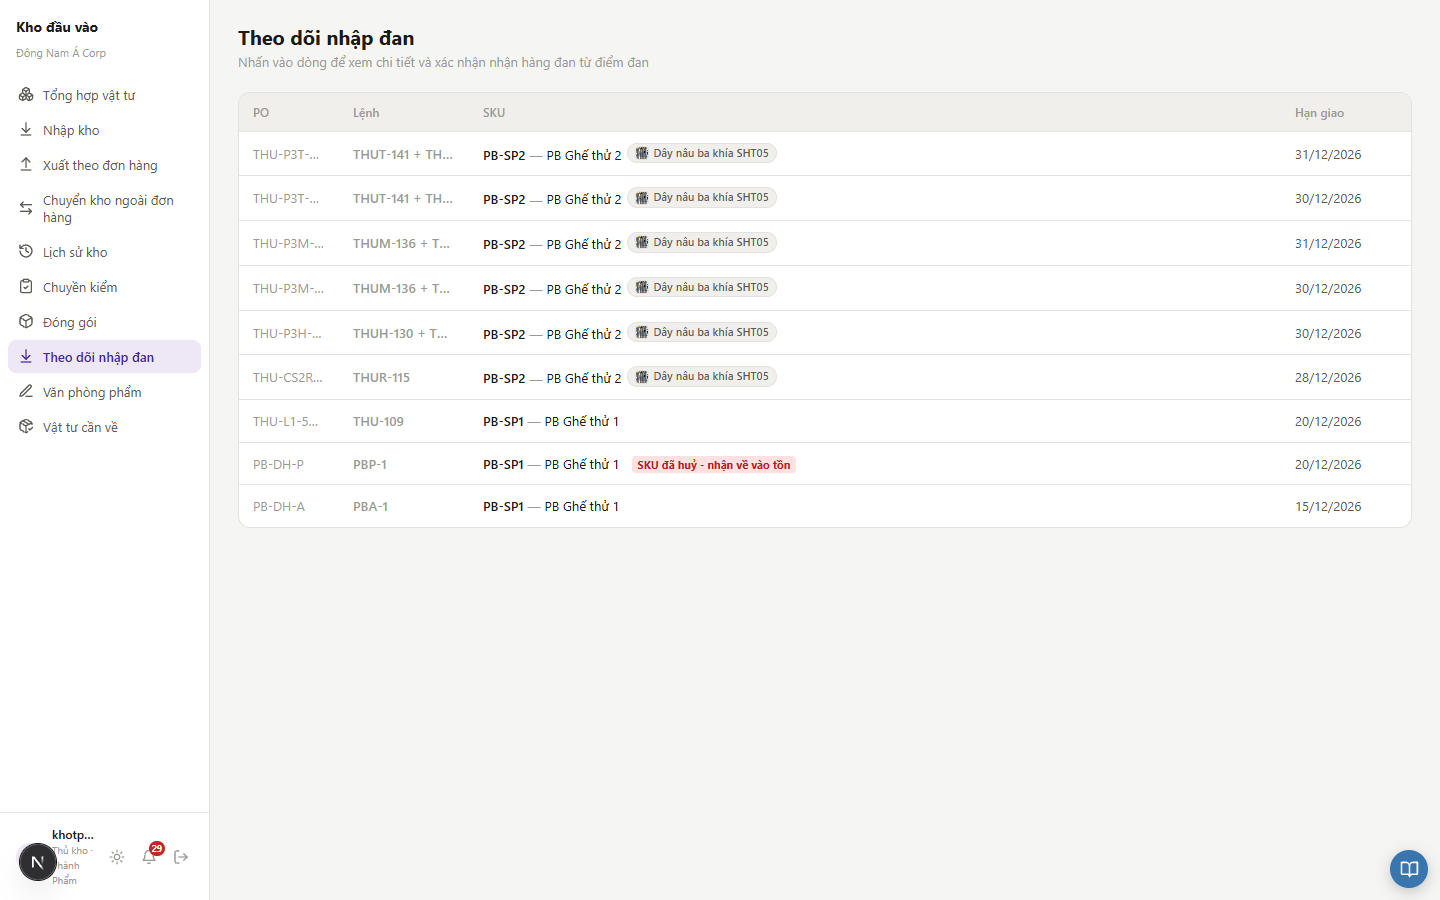 Kho đầu vào
Đông Nam Á Corp
Tổng hợp vật tư
Nhập kho
Xuất theo đơn hàng
Chuyển kho ngoài đơn
hàng
Lịch sử kho
Chuyền kiểm
Đóng gói
Theo dõi nhập đan
Văn phòng phẩm
Vật tư cần về
khotp...
Thủ kho -
Phẩm
N
29
Theo dõi nhập đan
Nhấn vào dòng để xem chi tiết và xác nhận nhận hàng đan từ điểm đan
PO Lệnh SKU Hạn giao
THU-P3T-... THUT-141 + TH... PB-SP2 — PB Ghế thử 2 Dây nâu ba khía SHT05 31/12/2026
THU-P3T-... THUT-141 + TH... PB-SP2 — PB Ghế thử 2 Dây nâu ba khía SHT05 30/12/2026
THU-P3M-... THUM-136 + T... PB-SP2 — PB Ghế thử 2 Dây nâu ba khía SHT05 31/12/2026
THU-P3M-... THUM-136 + T... PB-SP2 — PB Ghế thử 2 Dây nâu ba khía SHT05 30/12/2026
THU-P3H-... THUH-130 + T... PB-SP2 — PB Ghế thử 2 Dây nâu ba khía SHT05 30/12/2026
THU-CS2R... THUR-115 PB-SP2 — PB Ghế thử 2 Dây nâu ba khía SHT05 28/12/2026
THU-L1-5... THU-109 PB-SP1 — PB Ghế thử 1 20/12/2026
PB-DH-P PBP-1 PB-SP1 — PB Ghế thử 1 SKU đã huỷ - nhận về vào tồn 20/12/2026
PB-DH-A PBA-1 PB-SP1 — PB Ghế thử 1 15/12/2026